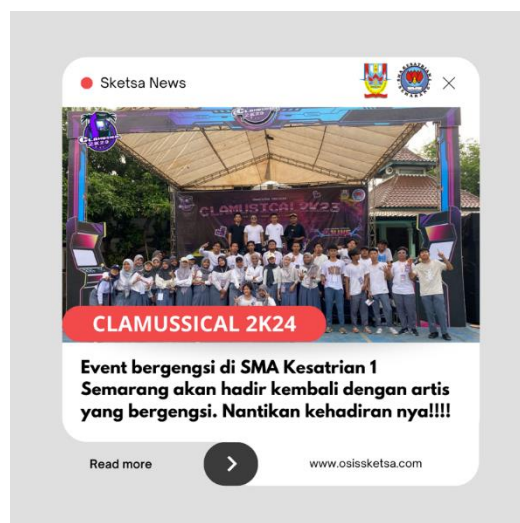 Sketsa News
CLAMUSICAL 2K23
CLAMUSSICAL 2K24
Event bergengsi di SMA Kesatrian 1
Semarang akan hadir kembali dengan artis
yang bergengsi. Nantikan kehadiran nya!!!!
Read more
www.osissketsa.com